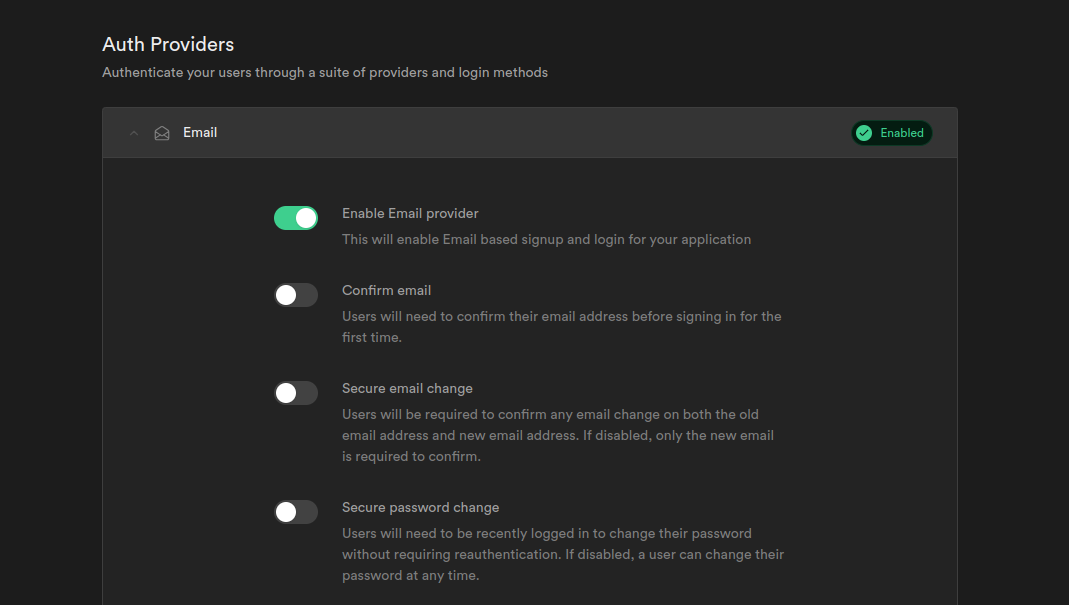 Auth Providers
Authenticate your users through a suite of providers and login methods
Email
Enabled
Enable Email provider
This will enable Email based signup and login for your application
Confirm email
Users will need to confirm their email address before signing in for the
first time.
Secure email change
Users will be required to confirm any email change on both the old
email address and new email address. If disabled, only the new email
is required to confirm.
Secure password change
Users will need to be recently logged in to change their password
without requiring reauthentication. If disabled, a user can change their
password at any time.